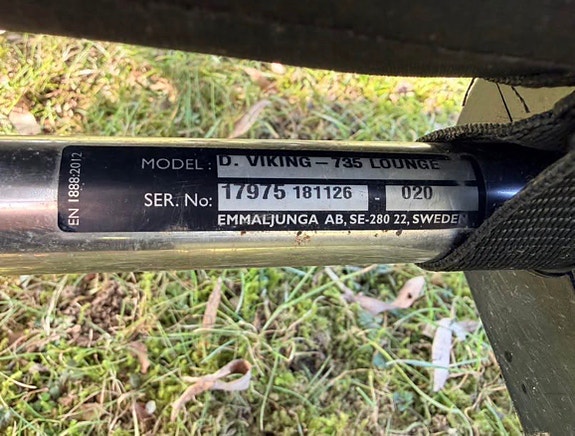 EN 1888:2012
MODEL : D. VIKING – 735 LOUNGE
SER. No: 17975 181126 - 020
EMMALJUNGA AB, SE-280 22, SWEDEN